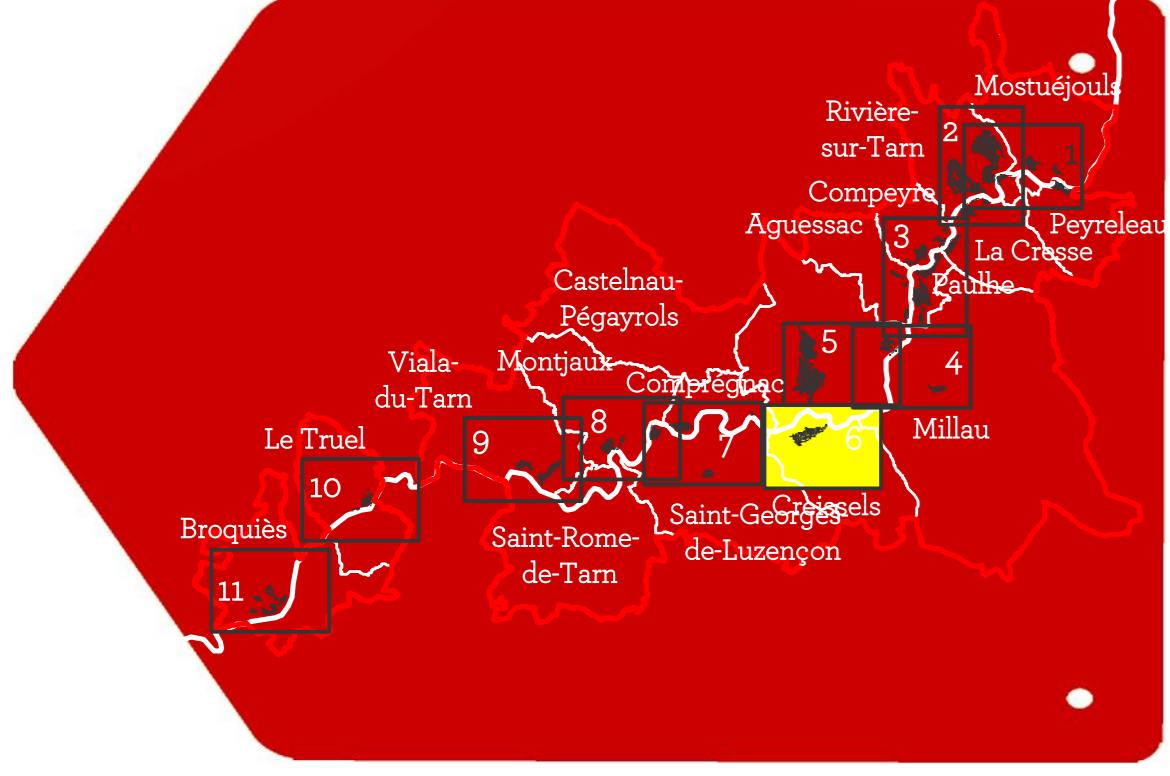 Mostuéjouls
Rivière-
sur-Tarn
2
1
Compeyre
Aguessac
Peyreleau
3
La Cresse
Paulhe
Castelnau-
Pégayrols
5
4
Viala-
du-Tarn
Montjaux
Comprégnac
8
7
6
Millau
Le Truel
9
10
Creissels
Saint-Georges-
de-Luzençon
Saint-Rome-
de-Tarn
Broquiès
11